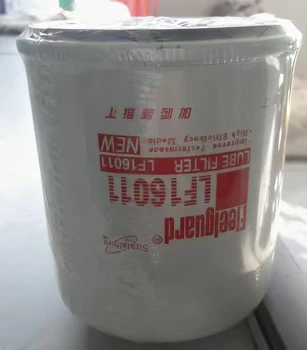 Fleetguard
®
LF16011
LUBE FILTER LF16011
NEW
-Improved Performance
-High Efficiency Media